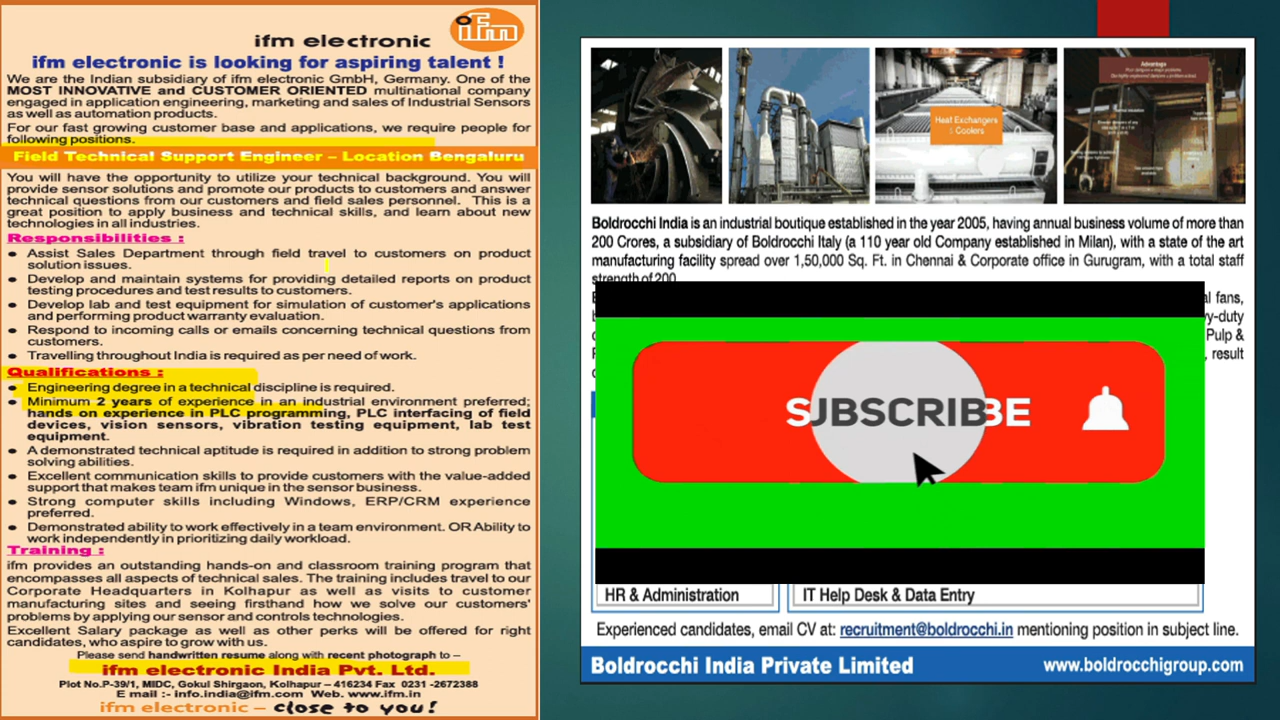 ifm electronic
ifm
ifm electronic is looking for aspiring talent !
We are the Indian subsidiary of ifm electronic GmbH, Germany. One of the
MOST INNOVATIVE and CUSTOMER ORIENTED multinational company
engaged in application engineering, marketing and sales of Industrial Sensors
as well as automation products.
For our fast growing customer base and applications, we require people for
following positions.
Field Technical Support Engineer – Location Bengaluru
You will have the opportunity to utilize your technical background. You will
provide sensor solutions and promote our products to customers and answer
technical questions from our customers and field sales personnel. This is a
great position to apply business and technical skills, and learn about new
technologies in all industries.
Responsibilities :
● Assist Sales Department through field travel to customers on product
solution issues.
● Develop and maintain systems for providing detailed reports on product
testing procedures and test results to customers.
● Develop lab and test equipment for simulation of customer's applications
and performing product warranty evaluation.
● Respond to incoming calls or emails concerning technical questions from
customers.
● Travelling throughout India is required as per need of work.
Qualifications :
● Engineering degree in a technical discipline is required.
● Minimum 2 years of experience in an industrial environment preferred;
hands on experience in PLC programming, PLC interfacing of field
devices, vision sensors, vibration testing equipment, lab test
equipment.
● A demonstrated technical aptitude is required in addition to strong problem
solving abilities.
● Excellent communication skills to provide customers with the value-added
support that makes team ifm unique in the sensor business.
● Strong computer skills including Windows, ERP/CRM experience
preferred.
● Demonstrated ability to work effectively in a team environment. OR Ability to
work independently in prioritizing daily workload.
Training :
ifm provides an outstanding hands-on and classroom training program that
encompasses all aspects of technical sales. The training includes travel to our
Corporate Headquarters in Kolhapur as well as visits to customer
manufacturing sites and seeing firsthand how we solve our customers'
problems by applying our sensor and controls technologies.
Excellent Salary package as well as other perks will be offered for right
candidates, who aspire to grow with us.
Please send handwritten resume along with recent photograph to –
ifm electronic India Pvt. Ltd.
Plot No.P-39/1, MIDC, Gokul Shirgaon, Kolhapur – 416234 Fax 0231 -2672388
E mail :- info.india@ifm.com Web. www.ifm.in
ifm electronic – close to you!
Heat Exchangers
& Coolers
Advantage
Boldrocchi India is an industrial boutique established in the year 2005, having annual business volume of more than
200 Crores, a subsidiary of Boldrocchi Italy (a 110 year old Company established in Milan), with a state of the art
manufacturing facility spread over 1,50,000 Sq. Ft. in Chennai & Corporate office in Gurugram, with a total staff
strength of 200.
fans,
Pulp &
result
SUBSCRIBE
HR & Administration
IT Help Desk & Data Entry
Experienced candidates, email CV at: recruitment@boldrocchi.in mentioning position in subject line.
Boldrocchi India Private Limited
www.boldrocchigroup.com